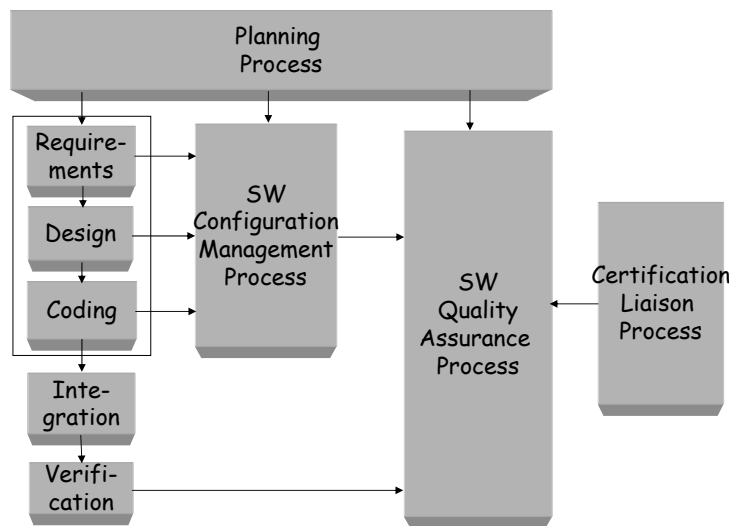 Planning
Process
Require-
ments
Design
Coding
Inte-
gration
Verifi-
cation
SW
Configuration
Management
Process
SW
Quality
Assurance
Process
Certification
Liaison
Process